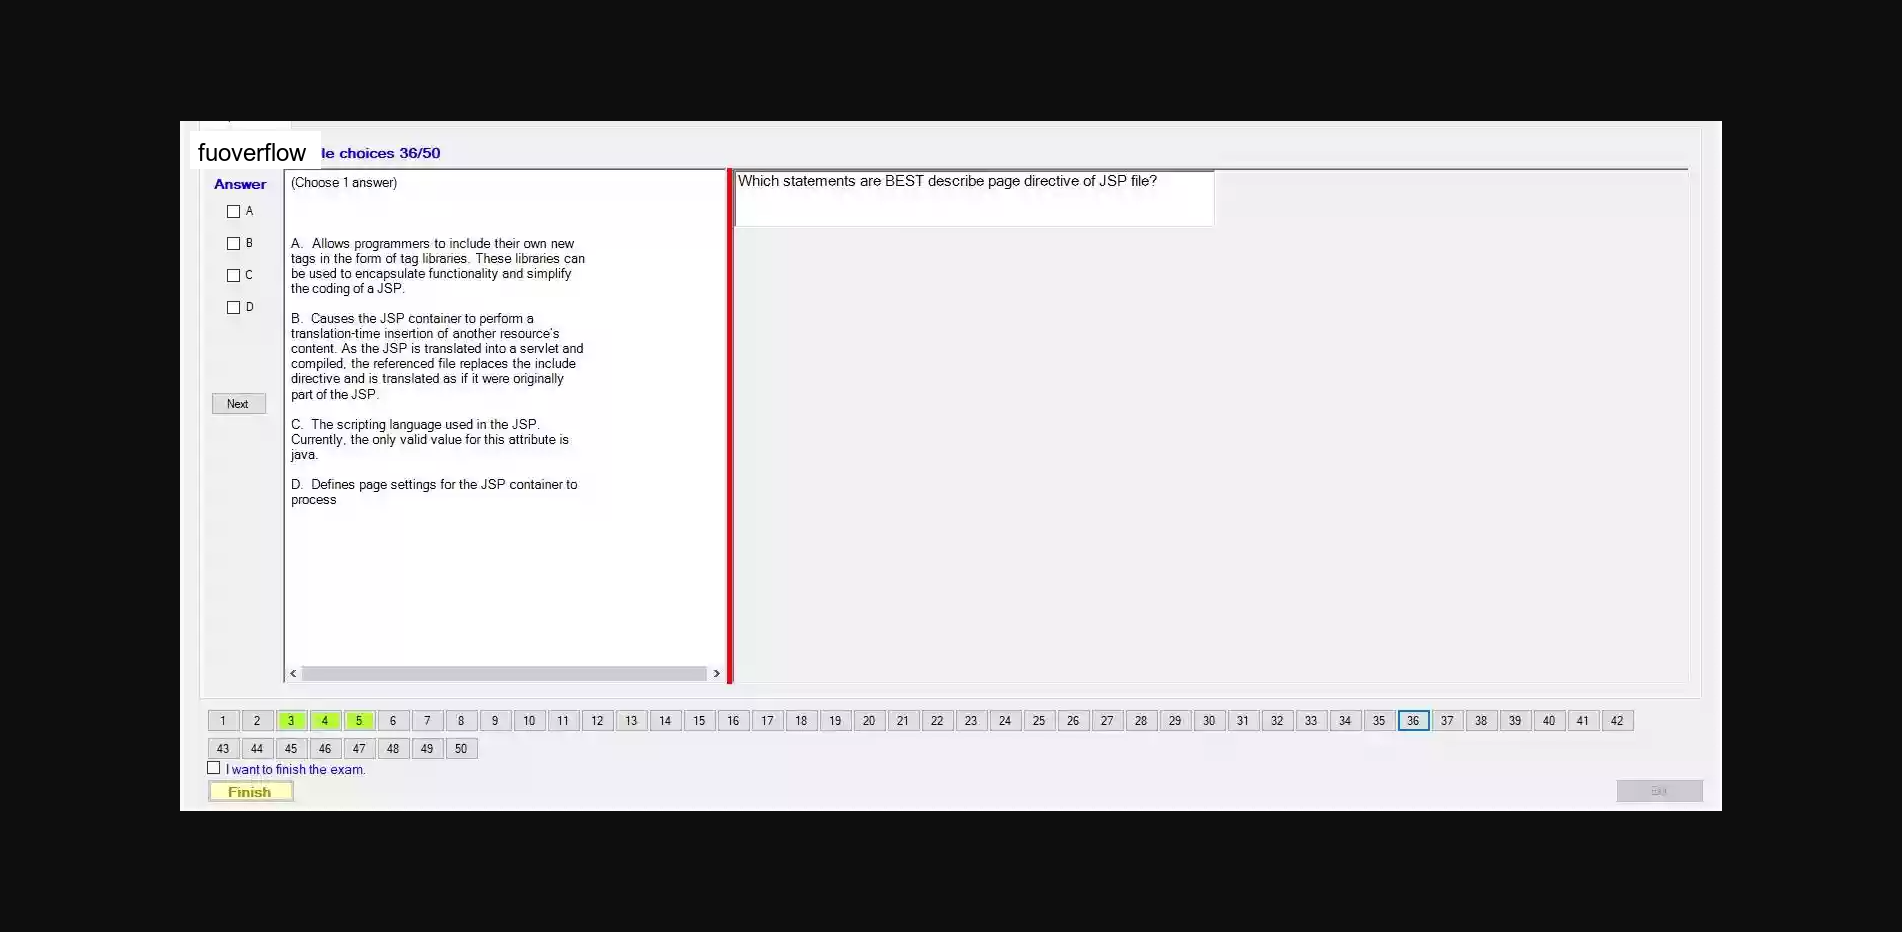 fuoverflow
le choices 36/50
Answer
A
B
C
D
Next
(Choose 1 answer)
A. Allows programmers to include their own new
tags in the form of tag libraries. These libraries can
be used to encapsulate functionality and simplify
the coding of a JSP.
B. Causes the JSP container to perform a
translation-time insertion of another resource's
content. As the JSP is translated into a servlet and
compiled, the referenced file replaces the include
directive and is translated as if it were originally
part of the JSP.
C. The scripting language used in the JSP.
Currently, the only valid value for this attribute is
java.
D. Defines page settings for the JSP container to
process
Which statements are BEST describe page directive of JSP file?
1 2 3 4 5 6 7 8 9 10 11 12 13 14 15 16 17 18 19 20 21 22 23 24 25 26 27 28 29 30 31 32 33 34 35 36 37 38 39 40 41 42
43 44 45 46 47 48 49 50
I want to finish the exam.
Finish